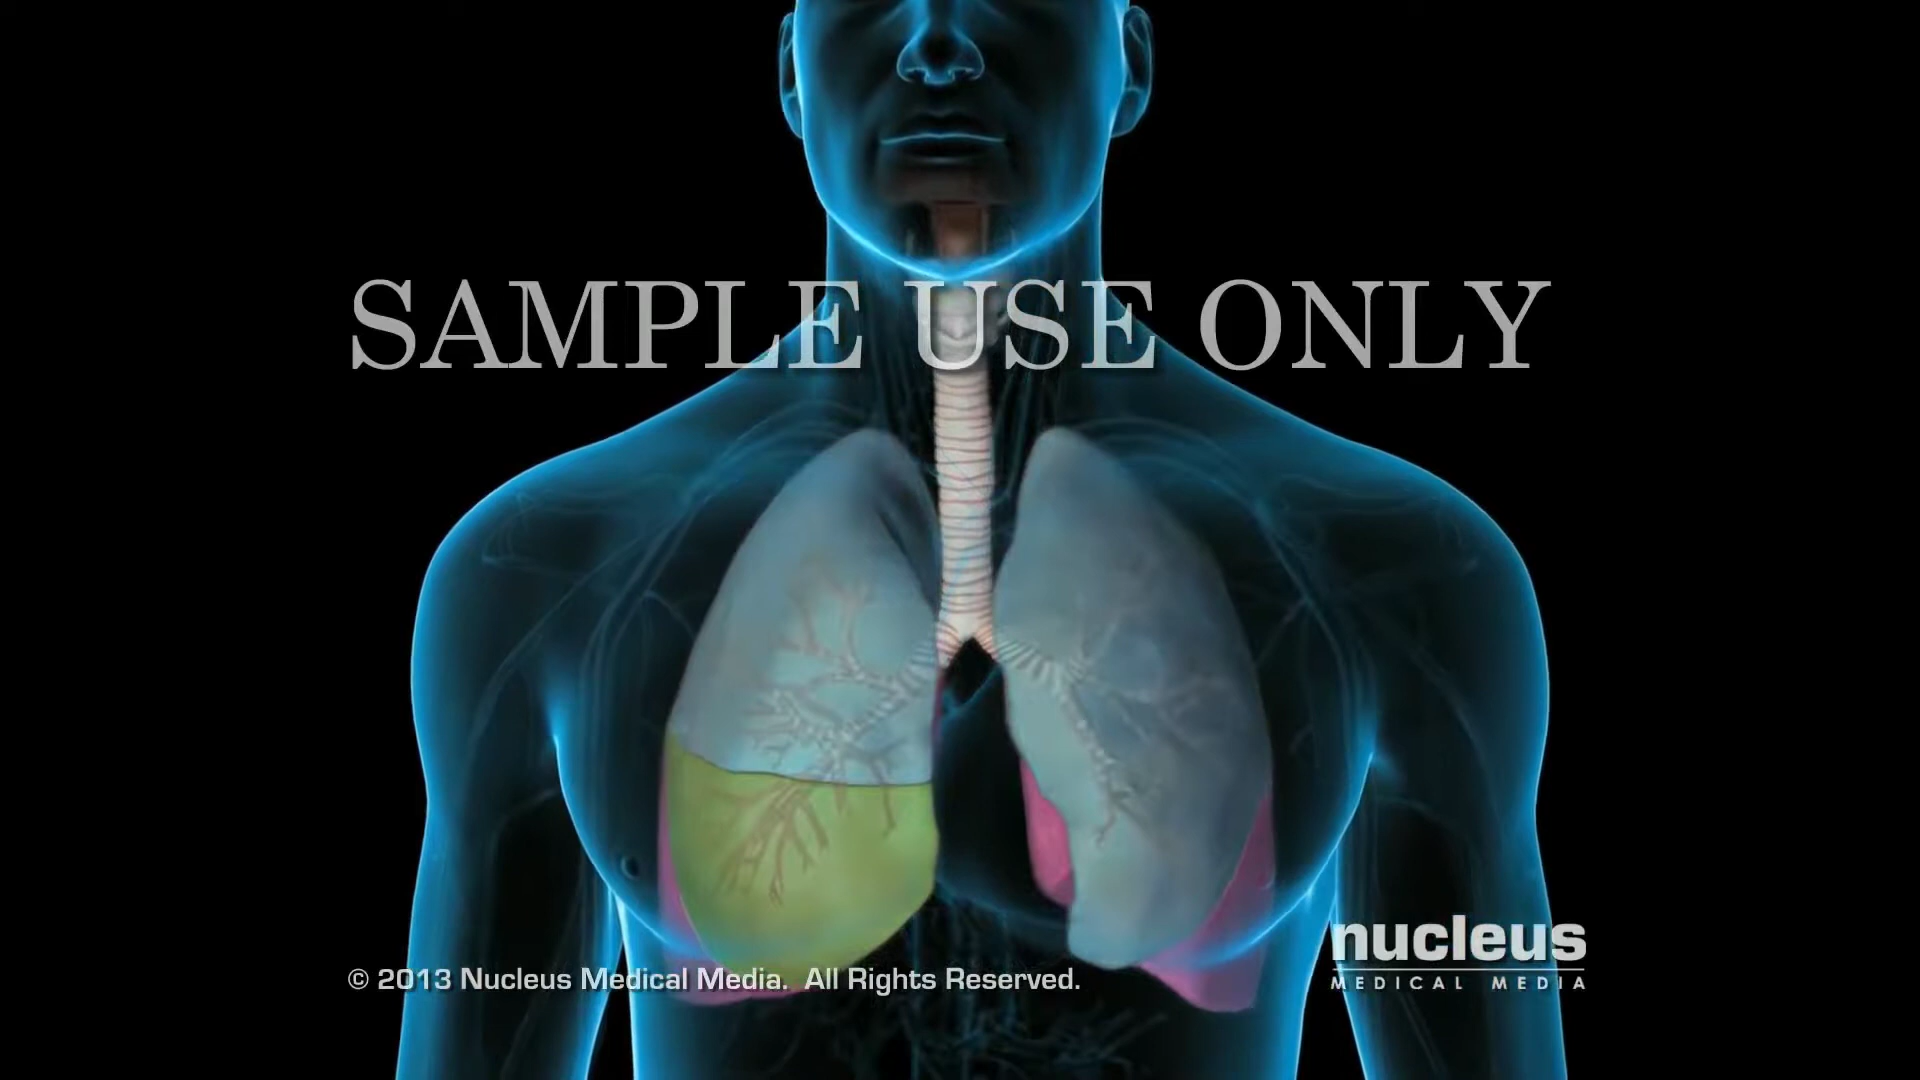 SAMPLE USE ONLY
nucleus
MEDICAL MEDIA
© 2013 Nucleus Medical Media. All Rights Reserved.